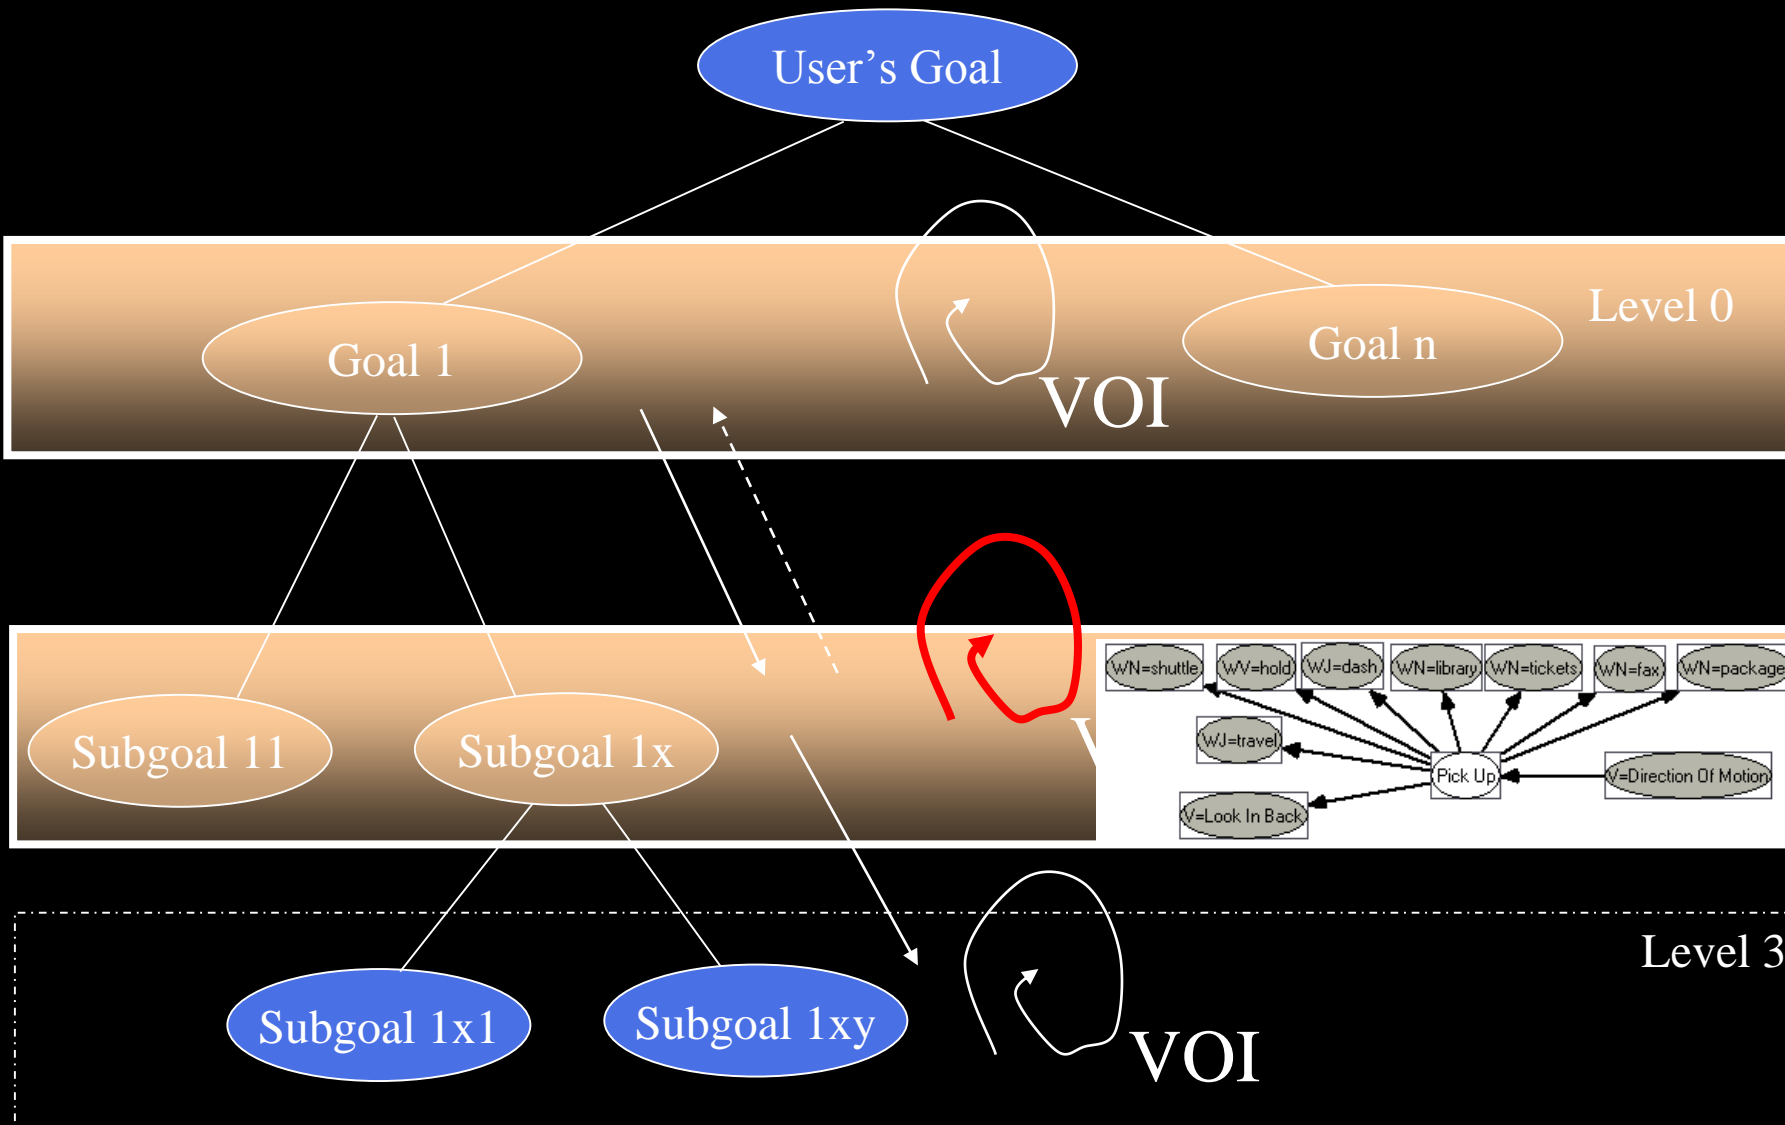 User’s Goal
Level 0
Goal 1
Goal n
VOI
WN=shuttle
WV=hold
WJ=dash
WN=library
WN=tickets
WN=fax
WN=package
Subgoal 11
Subgoal 1x
V
WJ=travel
Pick Up
V=Direction Of Motion
V=Look In Back
Level 3
Subgoal 1x1
Subgoal 1xy
VOI